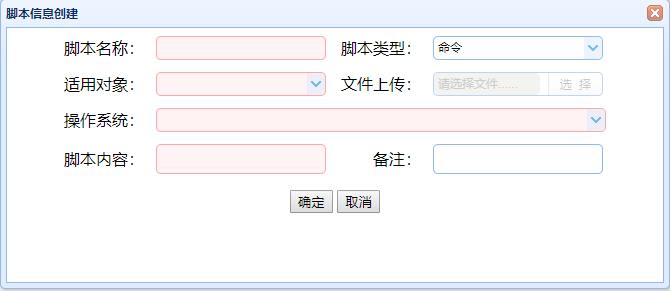 脚本信息创建
脚本名称： 脚本类型： 命令
适用对象： 文件上传： 请选择文件...... 选 择
操作系统：
脚本内容： 备注：
确定 取消